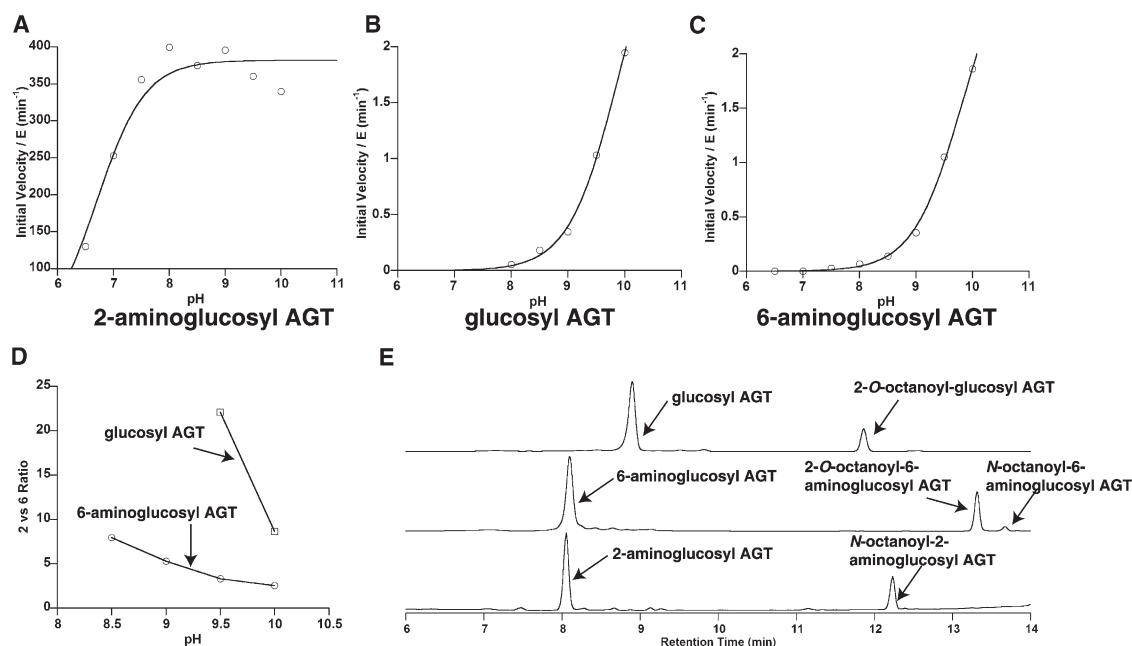 A
400
350
300
250
200
150
100
Initial Velocity / E (min⁻¹)
6 7 8 9 10 11
pH
2-aminoglucosyl AGT
B
2
1.5
1
0.5
0
Initial Velocity / E (min⁻¹)
6 7 8 9 10 11
pH
glucosyl AGT
C
2
1.5
1
0.5
0
Initial Velocity / E (min⁻¹)
6 7 8 9 10 11
pH
6-aminoglucosyl AGT
D
25
20
15
10
5
0
2 vs 6 Ratio
glucosyl AGT
6-aminoglucosyl AGT
8 8.5 9 9.5 10 10.5
pH
E
glucosyl AGT
2-O-octanoyl-glucosyl AGT
6-aminoglucosyl AGT
2-O-octanoyl-6-
aminoglucosyl AGT
N-octanoyl-6-
aminoglucosyl AGT
2-aminoglucosyl AGT
N-octanoyl-2-
aminoglucosyl AGT
6 7 8 9 10 11 12 13 14
Retention Time (min)